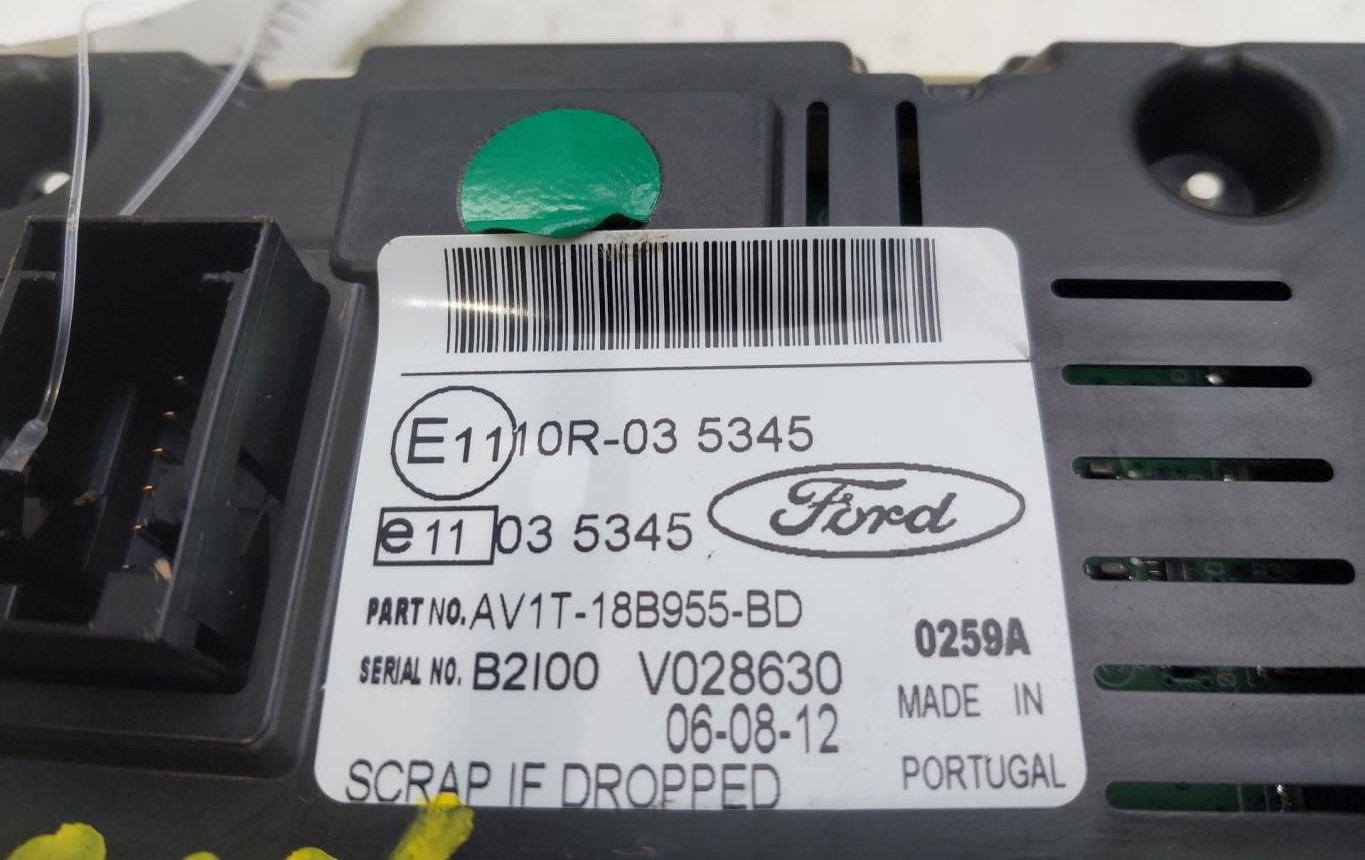 E11 10R-03 5345
e11 03 5345
Ford
PART NO. AV1T-18B955-BD
0259A
SERIAL NO. B2I00 V028630
MADE IN
06-08-12
PORTUGAL
SCRAP IF DROPPED